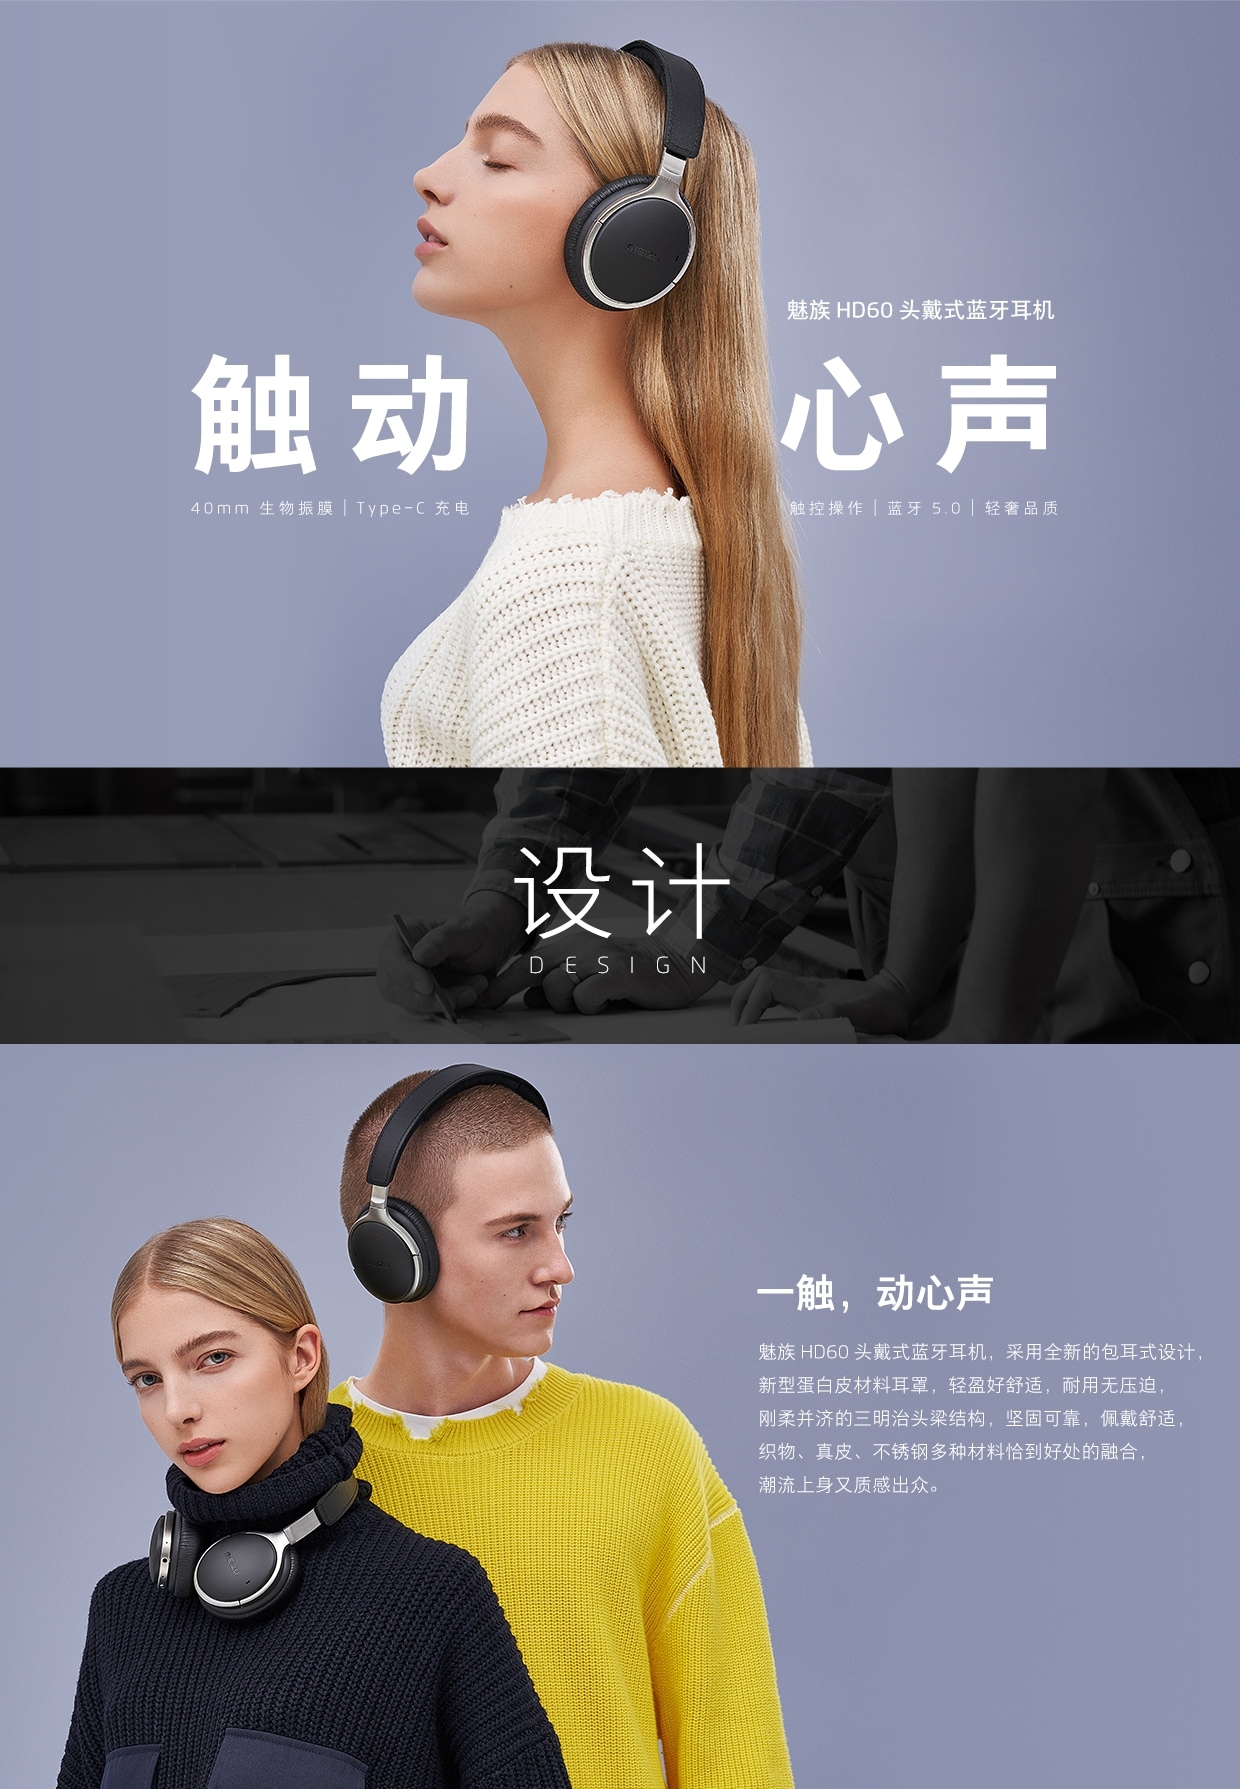 魅族 HD60 头戴式蓝牙耳机
触动 心声
40mm 生物振膜｜Type-C 充电
触控操作｜蓝牙 5.0｜轻奢品质
设计
DESIGN
一触，动心声
魅族 HD60 头戴式蓝牙耳机，采用全新的包耳式设计，
新型蛋白皮材料耳罩，轻盈好舒适，耐用无压迫，
刚柔并济的三明治头梁结构，坚固可靠，佩戴舒适，
织物、真皮、不锈钢多种材料恰到好处的融合，
潮流上身又质感出众。
MEIZU